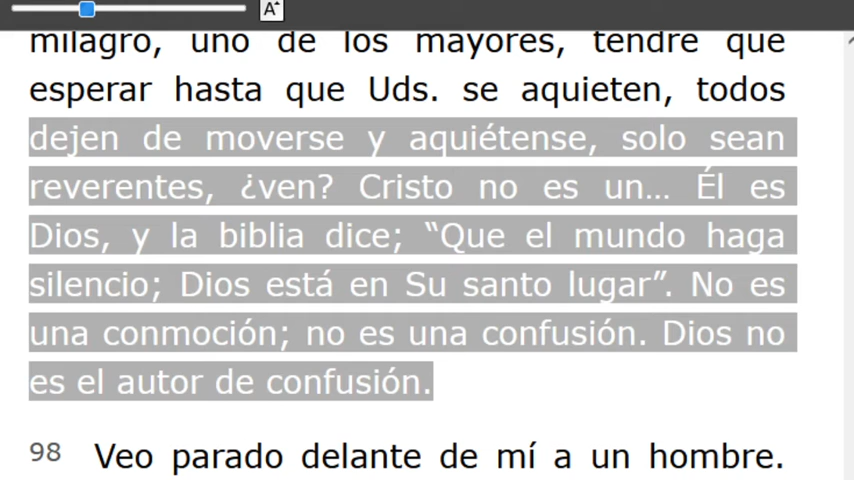 A
milagro, uno de los mayores, tendré que
esperar hasta que Uds. se aquieten, todos
dejen de moverse y aquiétense, solo sean
reverentes, ¿ven? Cristo no es un... Él es
Dios, y la biblia dice; “Que el mundo haga
silencio; Dios está en Su santo lugar”. No es
una conmoción; no es una confusión. Dios no
es el autor de confusión.
98 Veo parado delante de mí a un hombre.